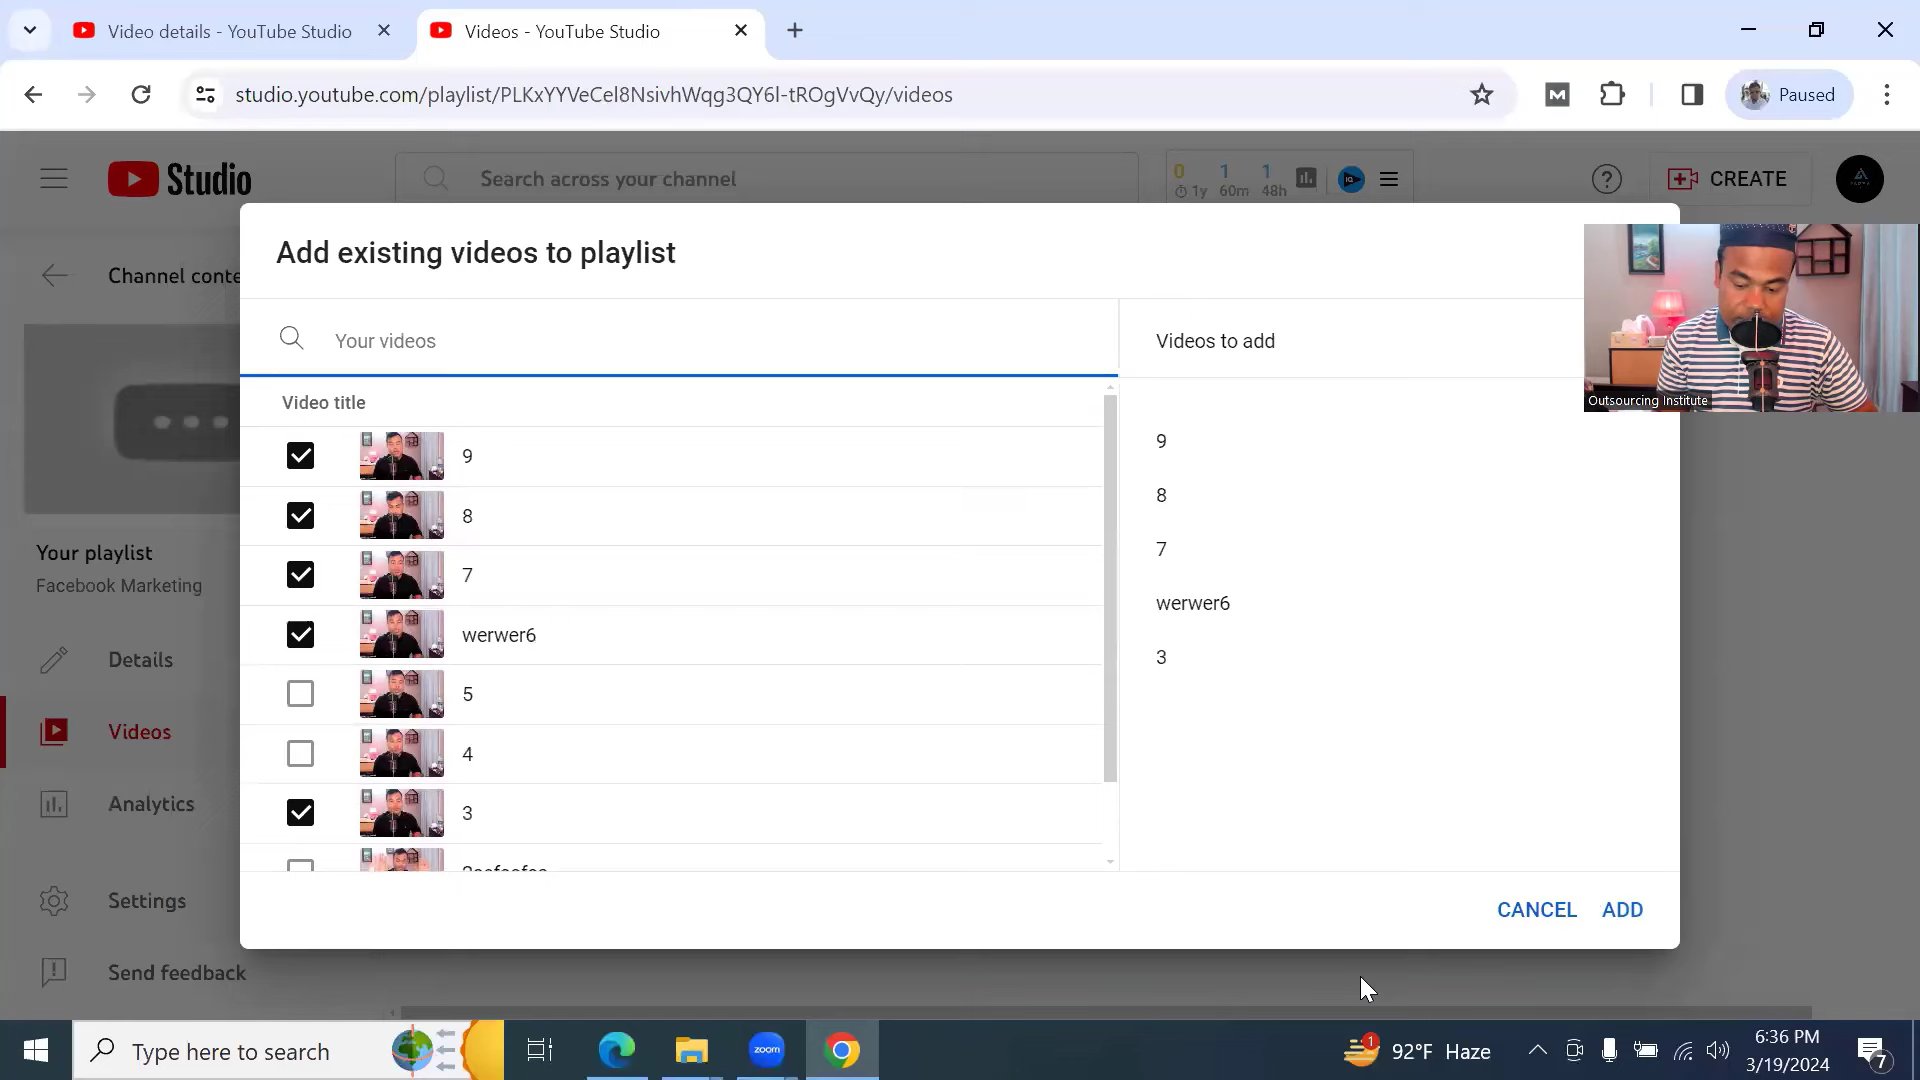 Video details - YouTube Studio
Videos - YouTube Studio
studio.youtube.com/playlist/PLKxYYVeCel8NsivhWqg3QY6l-tROgVvQy/videos
Paused
Studio
Search across your channel
0 1 1
1y 60m 48h
CREATE
Add existing videos to playlist
Channel conte
Your videos
Videos to add
Outsourcing Institute
Video title
9
8
7
werwer6
5
4
3
9
8
7
werwer6
3
Your playlist
Facebook Marketing
Details
Videos
Analytics
Settings
Send feedback
CANCEL
ADD
Type here to search
zoom
1
92°F Haze
6:36 PM
3/19/2024
7